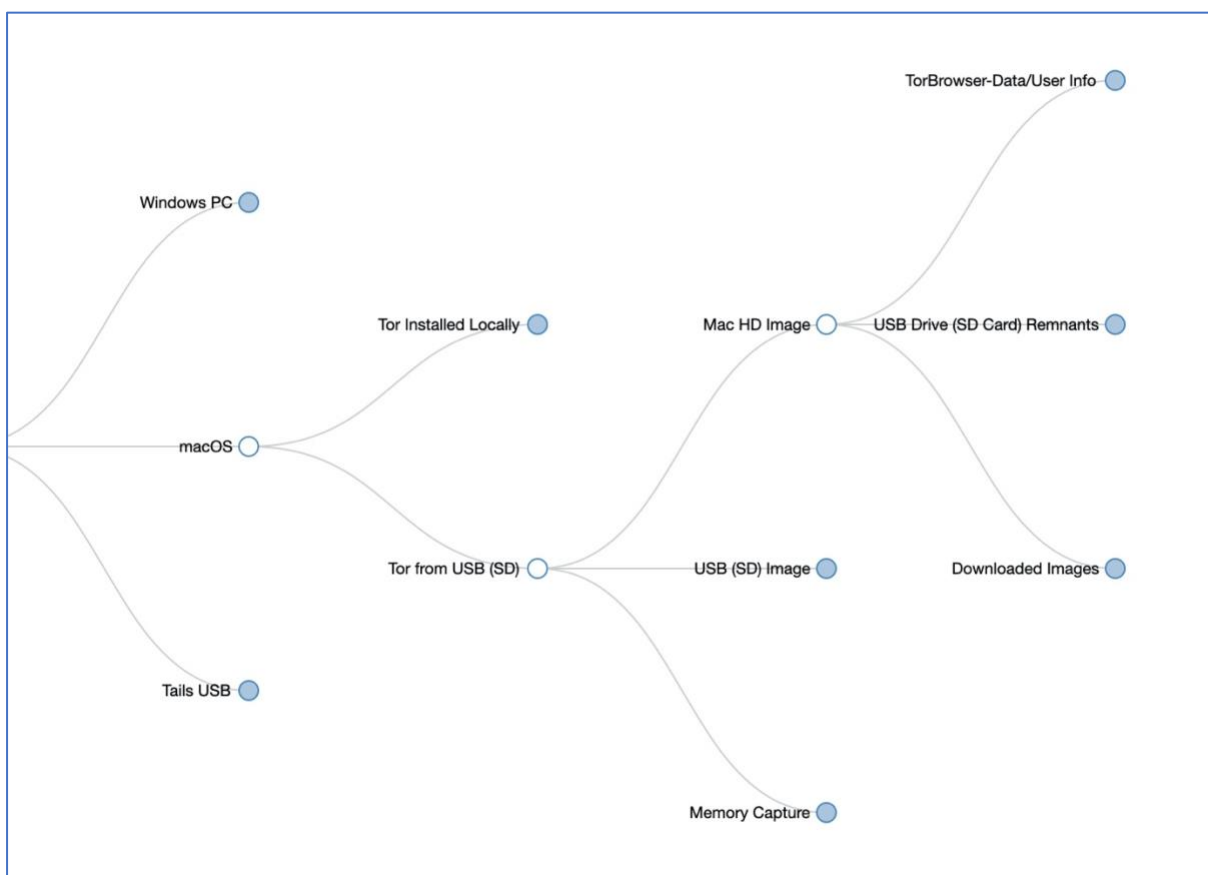 TorBrowser-Data/User Info
Windows PC
Tor Installed Locally
Mac HD Image
USB Drive (SD Card) Remnants
macOS
Tor from USB (SD)
USB (SD) Image
Downloaded Images
Tails USB
Memory Capture